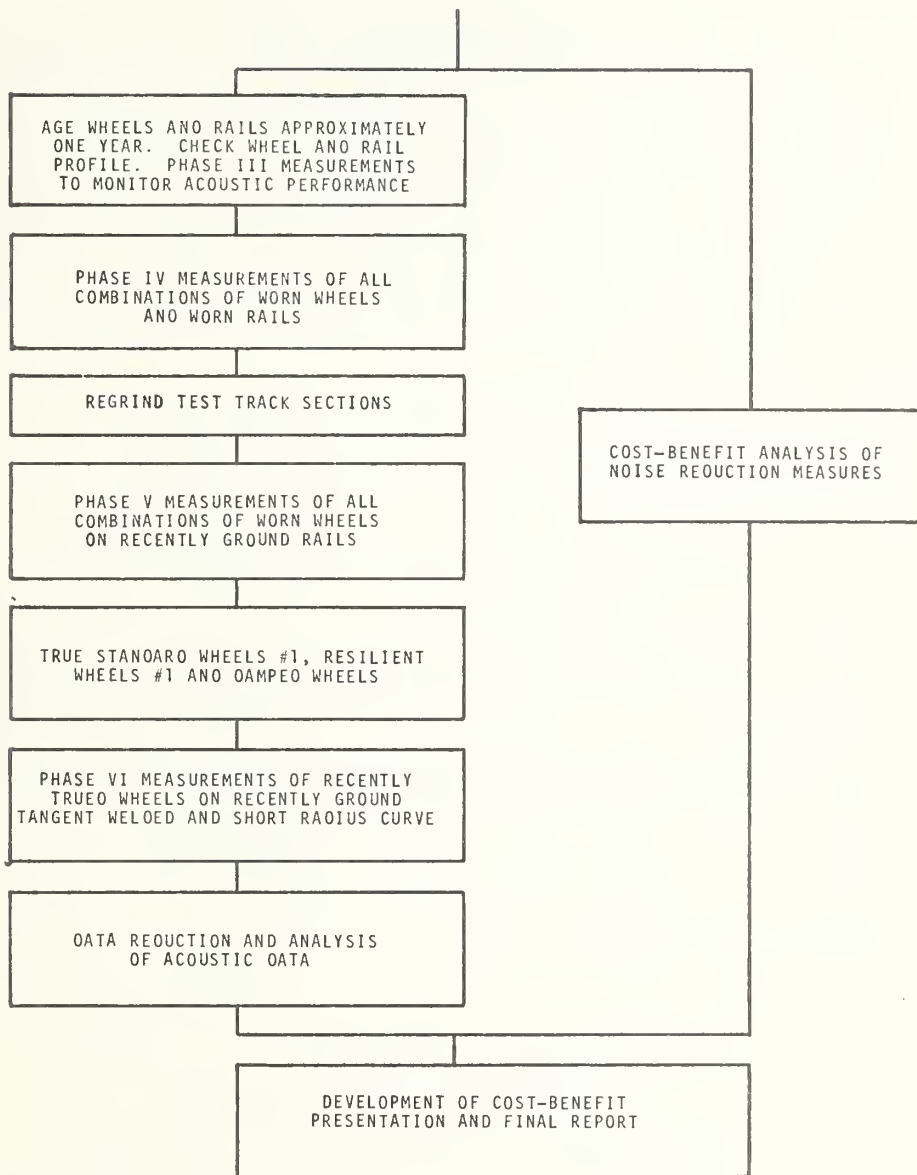 AGE WHEELS AND RAILS APPROXIMATELY
ONE YEAR. CHECK WHEEL AND RAIL
PROFILE. PHASE III MEASUREMENTS
TO MONITOR ACOUSTIC PERFORMANCE
PHASE IV MEASUREMENTS OF ALL
COMBINATIONS OF WORN WHEELS
AND WORN RAILS
REGRIND TEST TRACK SECTIONS
COST-BENEFIT ANALYSIS OF
NOISE REDUCTION MEASURES
PHASE V MEASUREMENTS OF ALL
COMBINATIONS OF WORN WHEELS
ON RECENTLY GROUND RAILS
TRUE STANOARO WHEELS #1, RESILIENT
WHEELS #1 AND OAMPEO WHEELS
PHASE VI MEASUREMENTS OF RECENTLY
TRUEO WHEELS ON RECENTLY GROUND
TANGENT WELOED AND SHORT RAOIUS CURVE
OATA REOUCTION AND ANALYSIS
OF ACOUSTIC OATA
DEVELOPMENT OF COST-BENEFIT
PRESENTATION AND FINAL REPORT